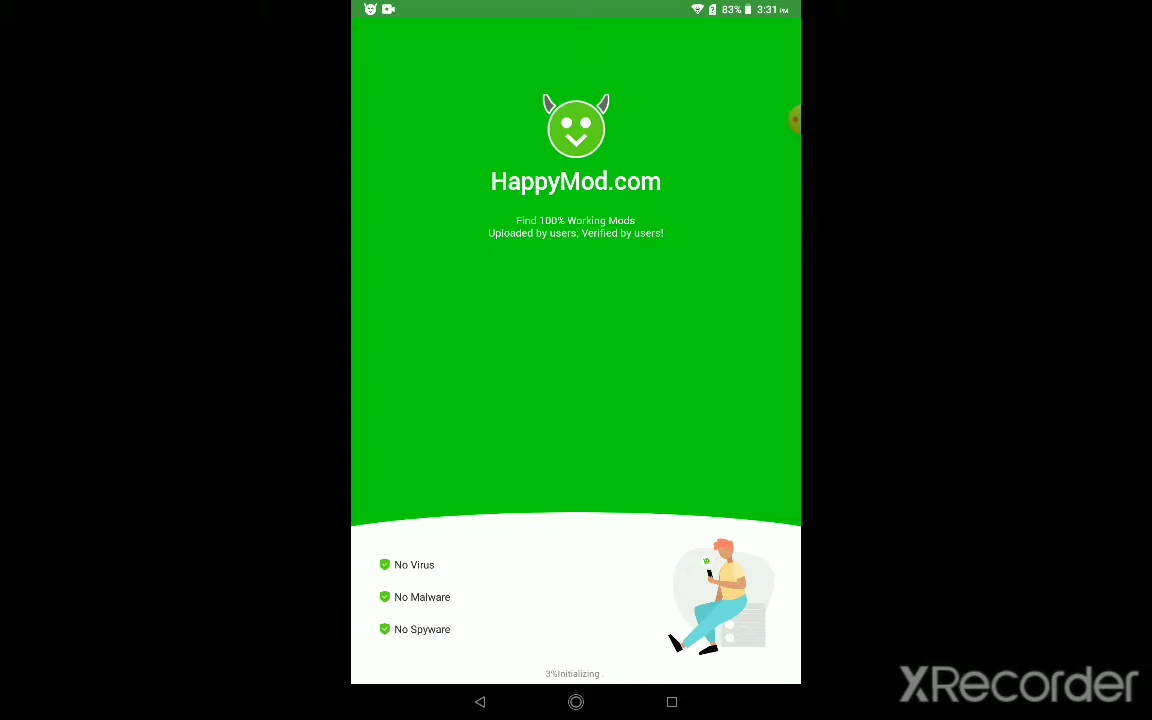 83% 3:31 PM
HappyMod.com
Find 100% Working Mods
Uploaded by users; Verified by users!
No Virus
No Malware
No Spyware
3%Initializing .
XRecorder